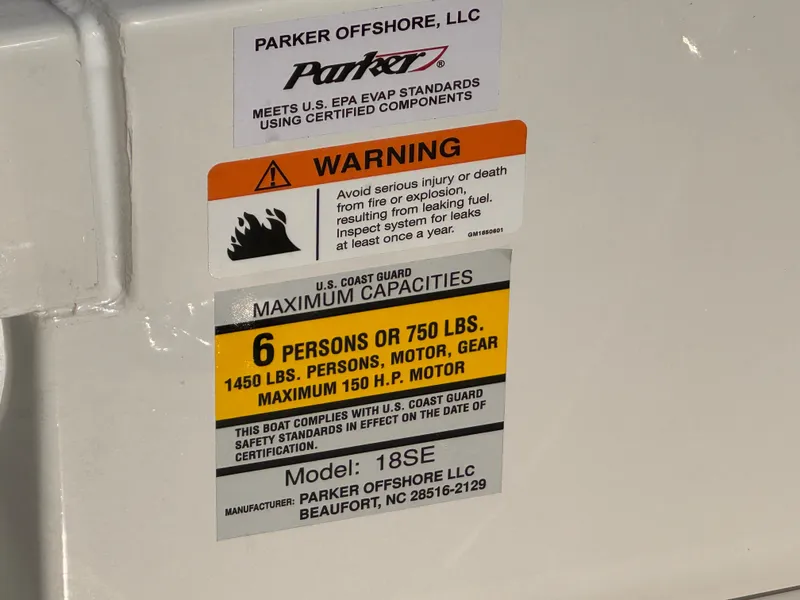 PARKER OFFSHORE, LLC
Parker®
MEETS U.S. EPA EVAP STANDARDS
USING CERTIFIED COMPONENTS
WARNING
Avoid serious injury or death
from fire or explosion,
resulting from leaking fuel.
Inspect system for leaks
at least once a year.
GM1650601
U.S. COAST GUARD
MAXIMUM CAPACITIES
6 PERSONS OR 750 LBS.
1450 LBS. PERSONS, MOTOR, GEAR
MAXIMUM 150 H.P. MOTOR
THIS BOAT COMPLIES WITH U.S. COAST GUARD
SAFETY STANDARDS IN EFFECT ON THE DATE OF
CERTIFICATION.
Model: 18SE
MANUFACTURER: PARKER OFFSHORE LLC
BEAUFORT, NC 28516-2129